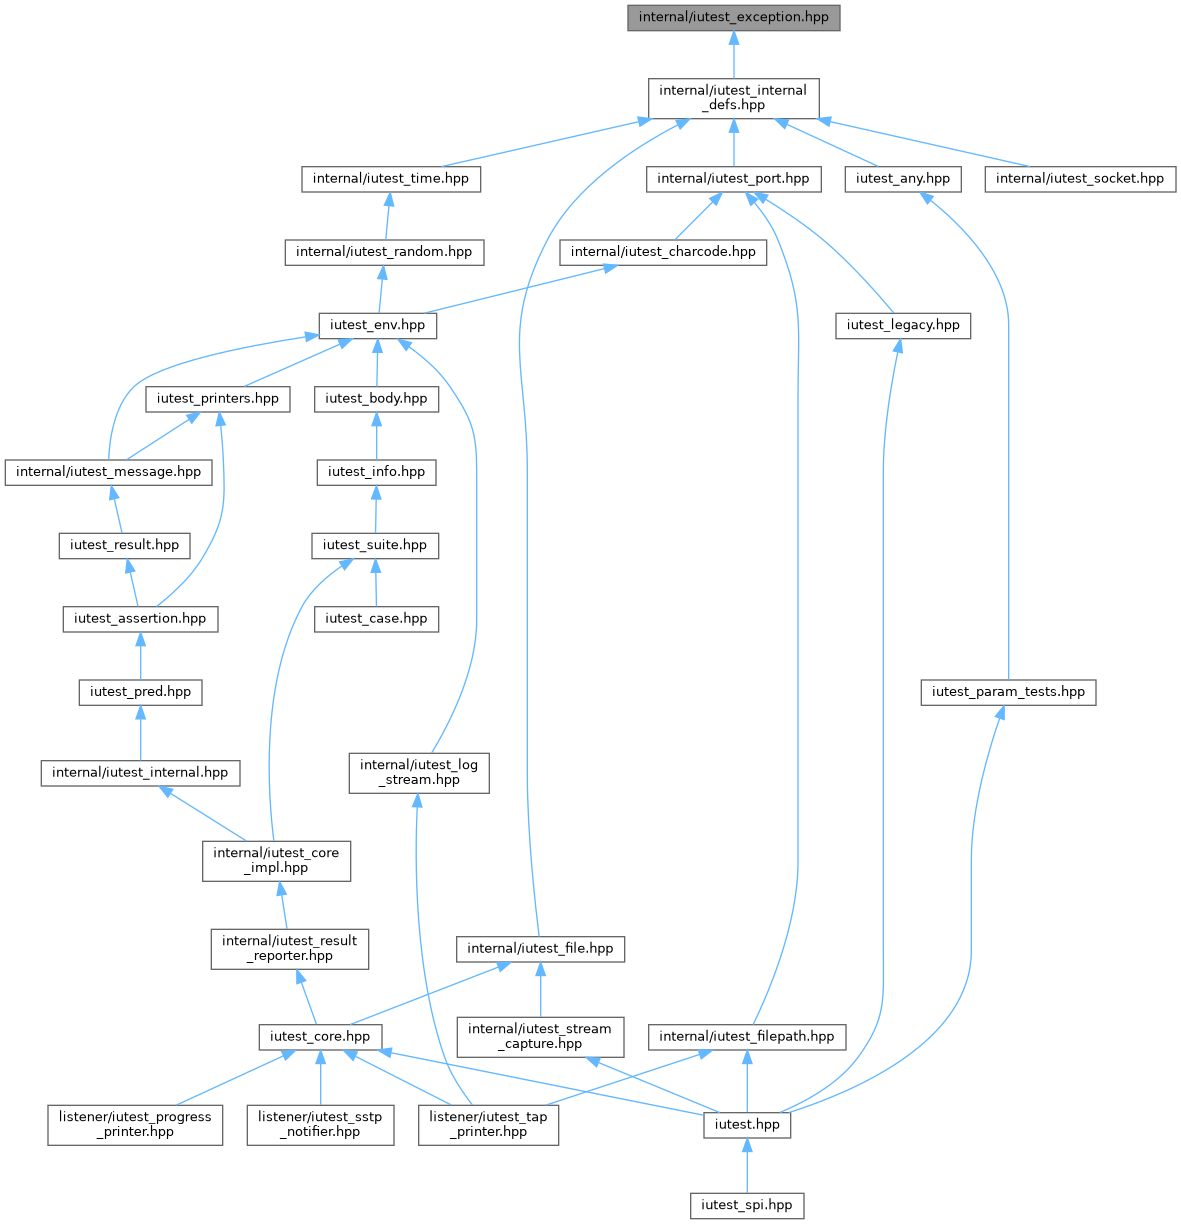 internal/iutest_exception.hpp
internal/iutest_internal
_defs.hpp
internal/iutest_time.hpp
internal/iutest_port.hpp
iutest_any.hpp
internal/iutest_socket.hpp
internal/iutest_random.hpp
internal/iutest_charcode.hpp
iutest_env.hpp
iutest_legacy.hpp
iutest_printers.hpp
iutest_body.hpp
internal/iutest_message.hpp
iutest_info.hpp
iutest_result.hpp
iutest_suite.hpp
iutest_assertion.hpp
iutest_case.hpp
iutest_pred.hpp
iutest_param_tests.hpp
internal/iutest_internal.hpp
internal/iutest_log
_stream.hpp
internal/iutest_core
_impl.hpp
internal/iutest_result
_reporter.hpp
internal/iutest_file.hpp
iutest_core.hpp
internal/iutest_stream
_capture.hpp
internal/iutest_filepath.hpp
listener/iutest_progress
_printer.hpp
listener/iutest_sstp
_notifier.hpp
listener/iutest_tap
_printer.hpp
iutest.hpp
iutest_spi.hpp